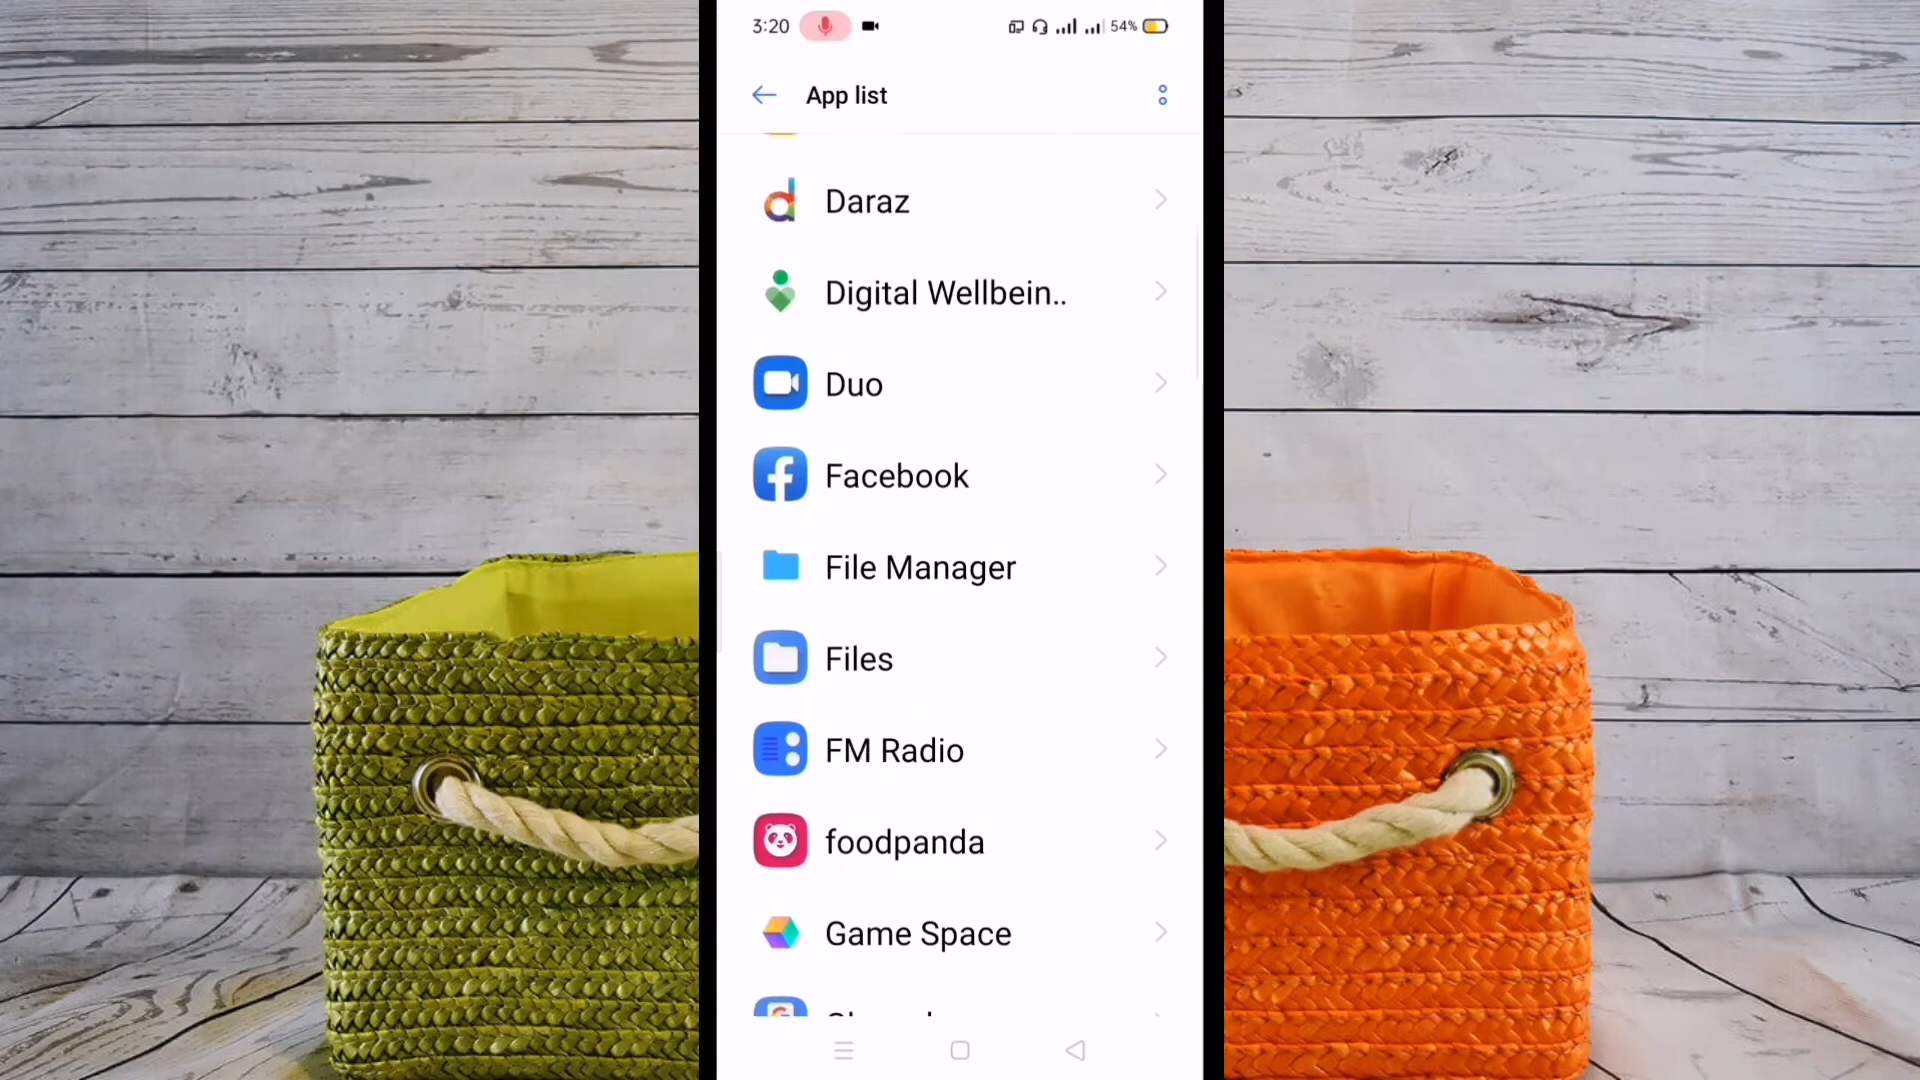 3:20
54%
App list
Daraz
Digital Wellbein..
Duo
Facebook
File Manager
Files
FM Radio
foodpanda
Game Space